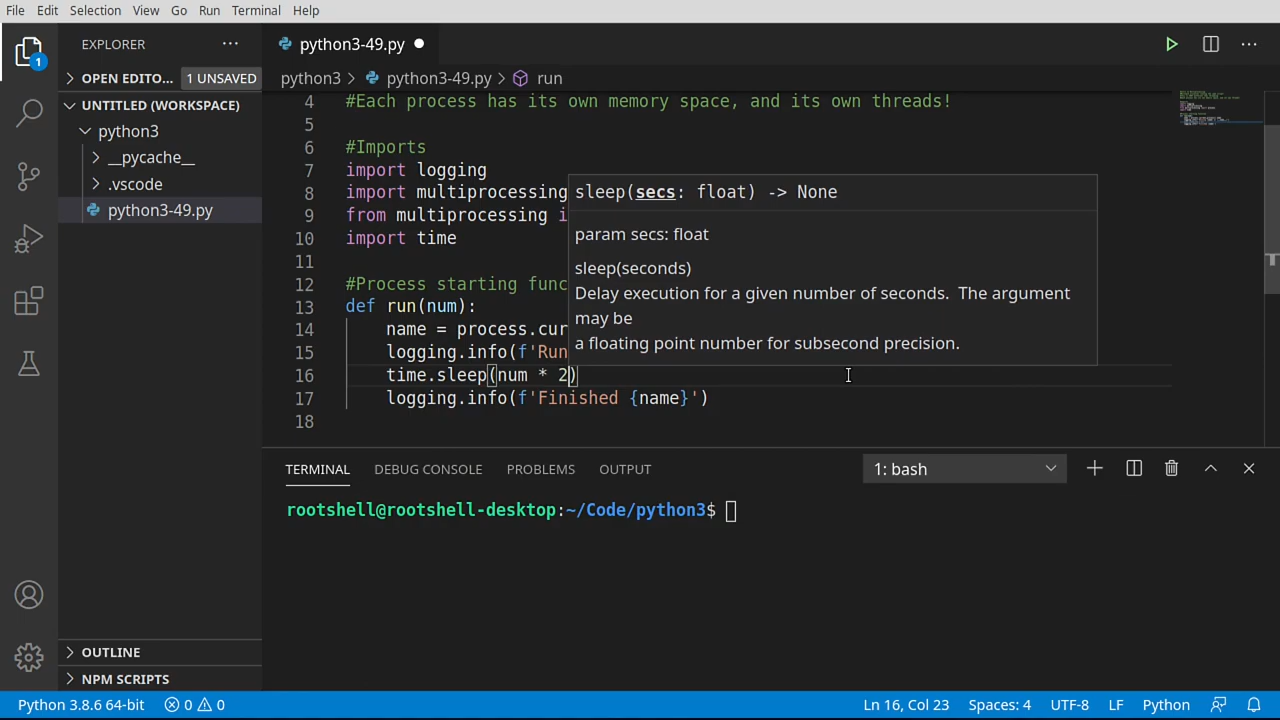 File Edit Selection View Go Run Terminal Help
EXPLORER
python3-49.py
1
OPEN EDITO... 1 UNSAVED
python3 > python3-49.py > run
UNTITLED (WORKSPACE)
python3
__pycache__
.vscode
python3-49.py
4 #Each process has its own memory space, and its own threads!
5
6 #Imports
7 import logging
8 import multiprocessing
9 from multiprocessing i
10 import time
11
12 #Process starting func
13 def run(num):
14 name = process.cur
15 logging.info(f'Run
16 time.sleep(num * 2)
17 logging.info(f'Finished {name}')
18
sleep(secs: float) -> None
param secs: float
sleep(seconds)
Delay execution for a given number of seconds. The argument
may be
a floating point number for subsecond precision.
TERMINAL DEBUG CONSOLE PROBLEMS OUTPUT 1: bash
rootshell@rootshell-desktop:~/Code/python3$
OUTLINE
NPM SCRIPTS
Python 3.8.6 64-bit 0 0 Ln 16, Col 23 Spaces: 4 UTF-8 LF Python